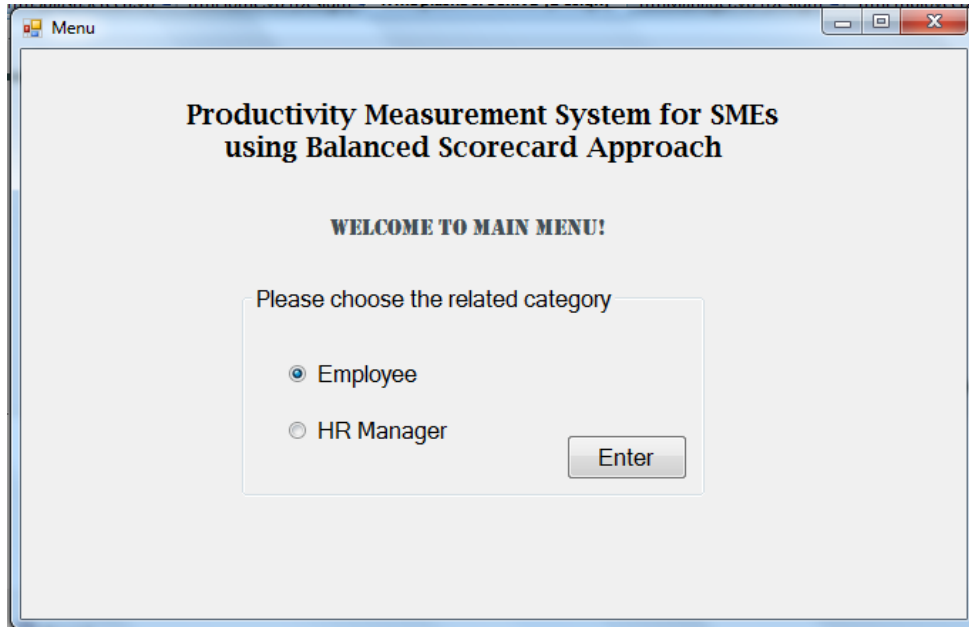 Menu
Productivity Measurement System for SMEs
using Balanced Scorecard Approach
WELCOME TO MAIN MENU!
Please choose the related category
Employee
HR Manager
Enter